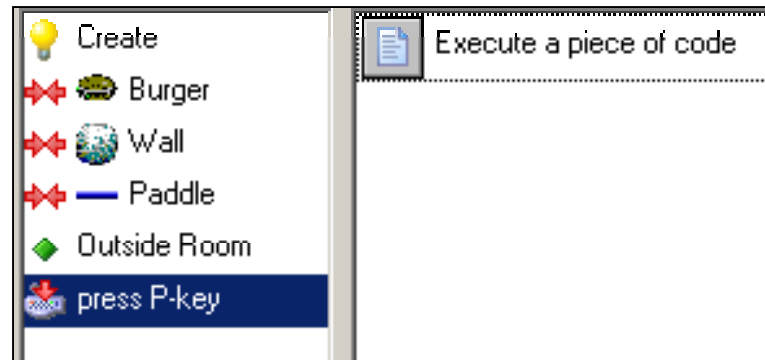 Create
Burger
Wall
Paddle
Outside Room
press P-key
Execute a piece of code